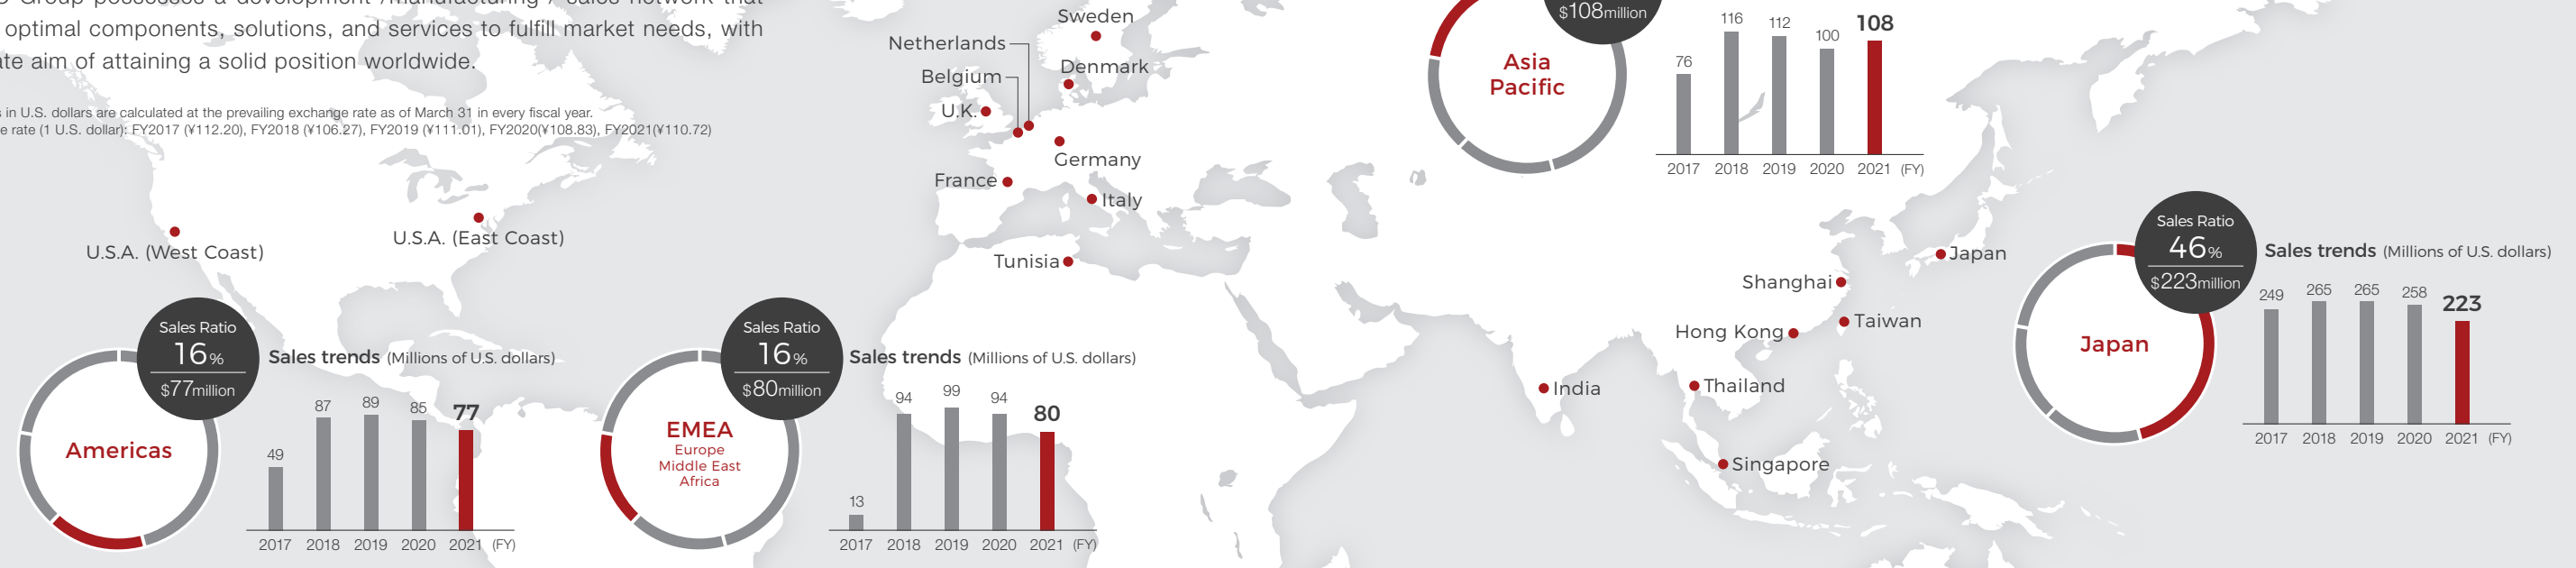 Group possesses a development /manufacturing / sales network that
optimal components, solutions, and services to fulfill market needs, with
aim of attaining a solid position worldwide.
in U.S. dollars are calculated at the prevailing exchange rate as of March 31 in every fiscal year.
rate (1 U.S. dollar): FY2017 (¥112.20), FY2018 (¥106.27), FY2019 (¥111.01), FY2020(¥108.83), FY2021(¥110.72)
U.S.A. (West Coast)
U.S.A. (East Coast)
Sweden
Netherlands
Denmark
Belgium
U.K.
Germany
France
Italy
Tunisia
$108million
Asia
Pacific
76
116
112
100
108
2017 2018 2019 2020 2021 (FY)
Japan
Shanghai
Taiwan
Hong Kong
India
Thailand
Singapore
Sales Ratio
46%
$223million
Japan
Sales trends (Millions of U.S. dollars)
249
265
265
258
223
2017 2018 2019 2020 2021 (FY)
Sales Ratio
16%
$77million
Americas
Sales trends (Millions of U.S. dollars)
49
87
89
85
77
2017 2018 2019 2020 2021 (FY)
Sales Ratio
16%
$80million
EMEA
Europe
Middle East
Africa
Sales trends (Millions of U.S. dollars)
13
94
99
94
80
2017 2018 2019 2020 2021 (FY)